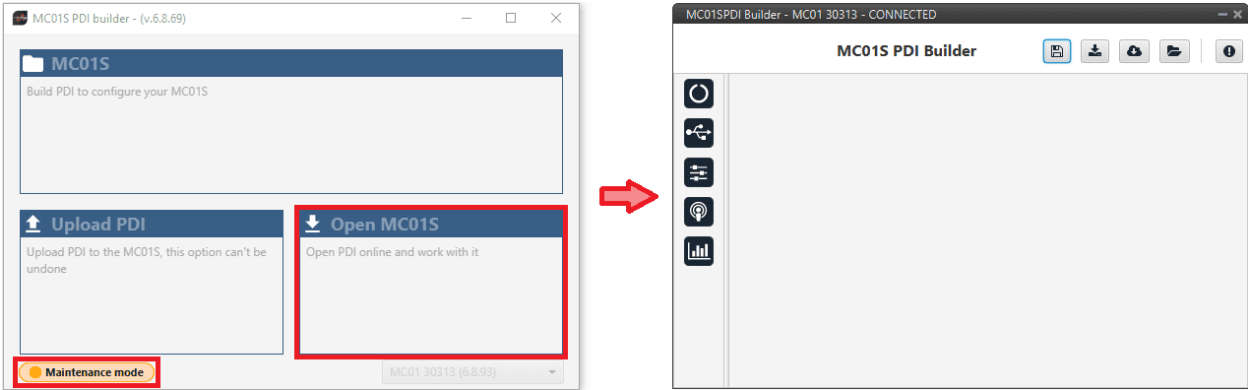 MC01S PDI builder - (v.6.8.69)
MC01S
Build PDI to configure your MC01S
Upload PDI
Upload PDI to the MC01S, this option can't be
undone
Open MC01S
Open PDI online and work with it
Maintenance mode
MC01 30313 (6.8.93)
MC01SPDI Builder - MC01 30313 - CONNECTED
MC01S PDI Builder